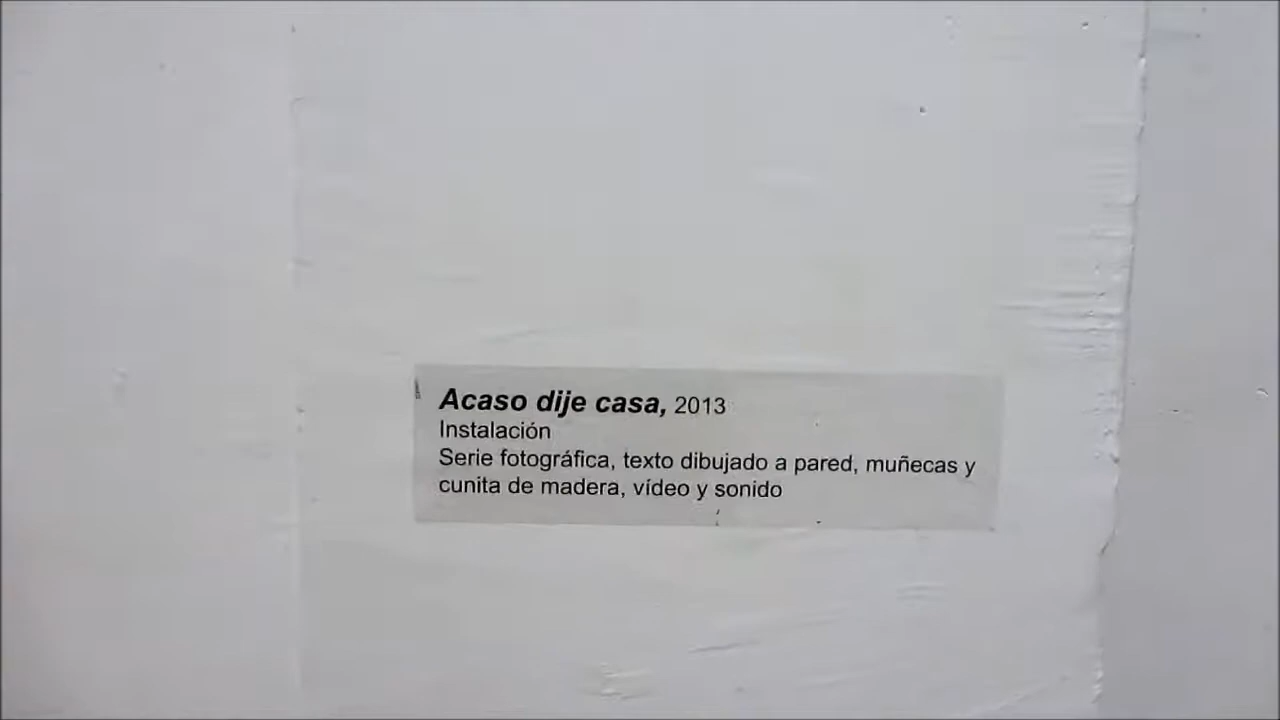 Acaso dije casa, 2013
Instalación
Serie fotográfica, texto dibujado a pared, muñecas y
cunita de madera, vídeo y sonido